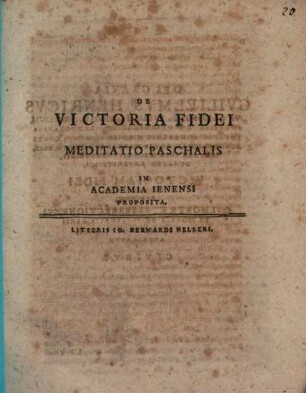 20
DE
VICTORIA FIDEI
MEDITATIO PASCHALIS
IN
ACADEMIA IENENSI
PROPOSITA.
LITTERIS IO. BERNARDI HELLERI.